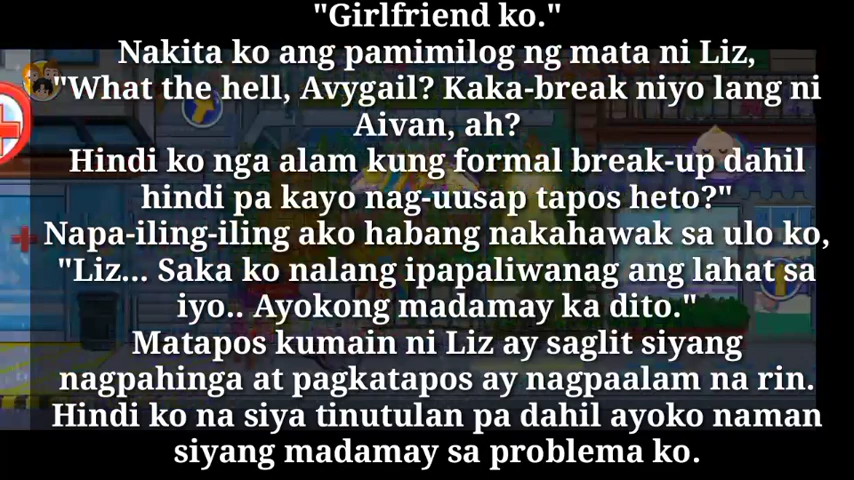 "Girlfriend ko."
Nakita ko ang pamimilog ng mata ni Liz,
"What the hell, Avygail? Kaka-break niyo lang ni
Aivan, ah?
Hindi ko nga alam kung formal break-up dahil
hindi pa kayo nag-uusap tapos heto?"
Napa-iling-iling ako habang nakahawak sa ulo ko,
"Liz... Saka ko nalang ipapaliwanag ang lahat sa
iyo.. Ayokong madamay ka dito."
Matapos kumain ni Liz ay saglit siyang
nagpahinga at pagkatapos ay nagpaalam na rin.
Hindi ko na siya tinutulan pa dahil ayoko naman
siyang madamay sa problema ko.